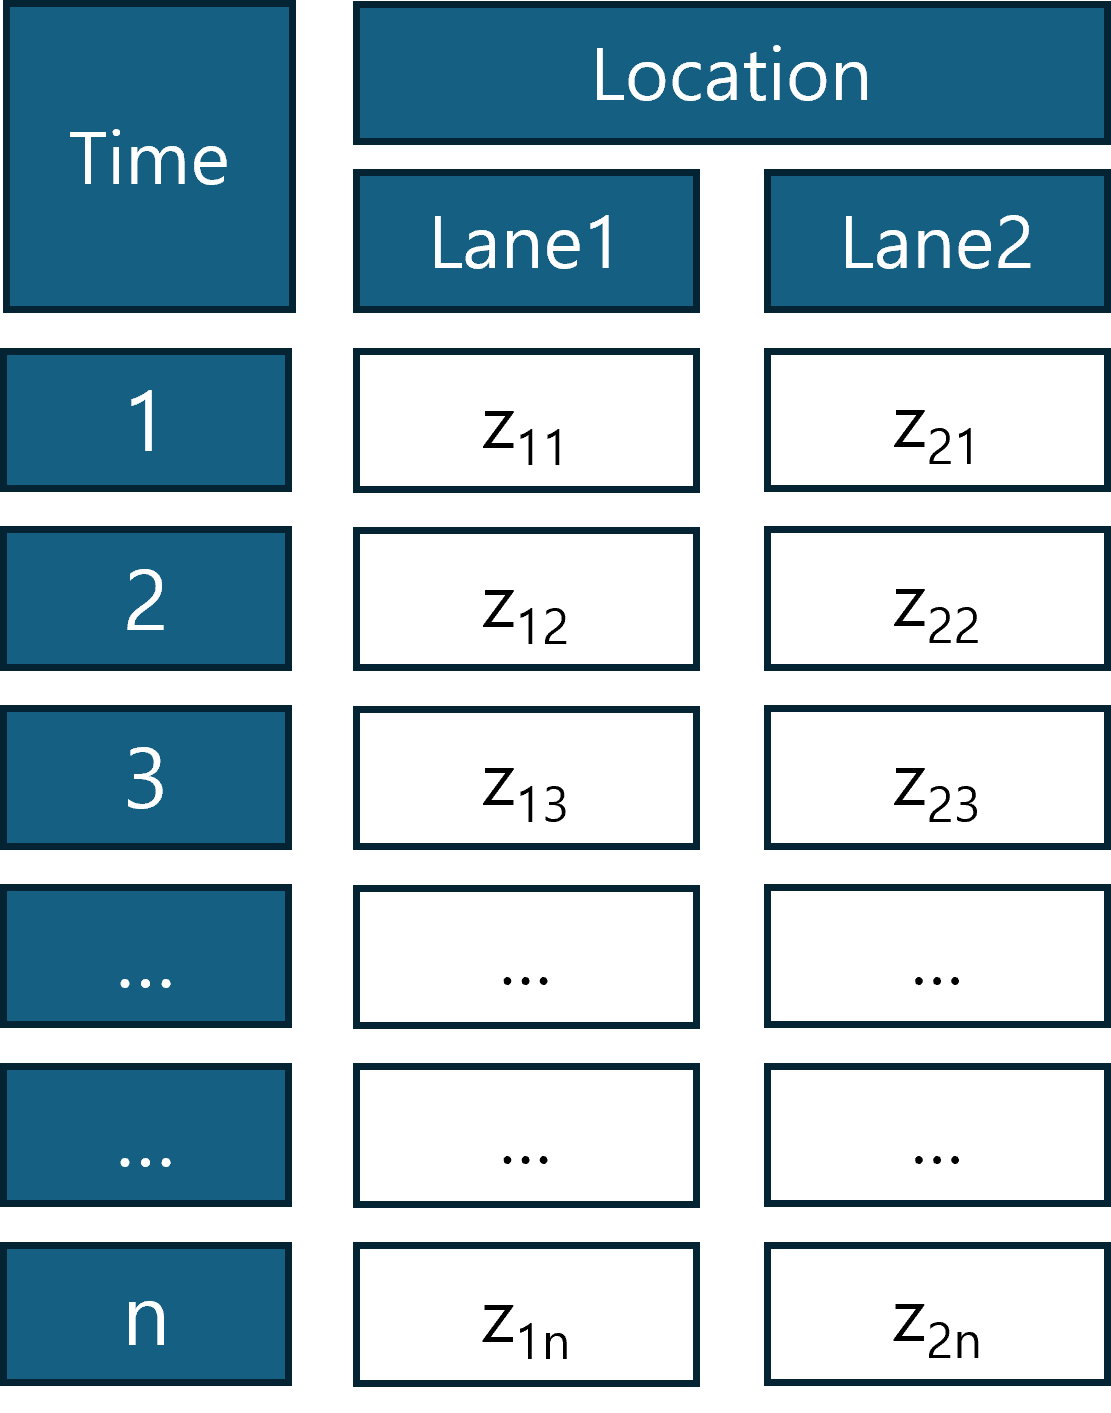 Time
Location
Lane1 Lane2
1 z₁₁ z₂₁
2 z₁₂ z₂₂
3 z₁₃ z₂₃
... ... ...
... ... ...
n z₁ₙ z₂ₙ